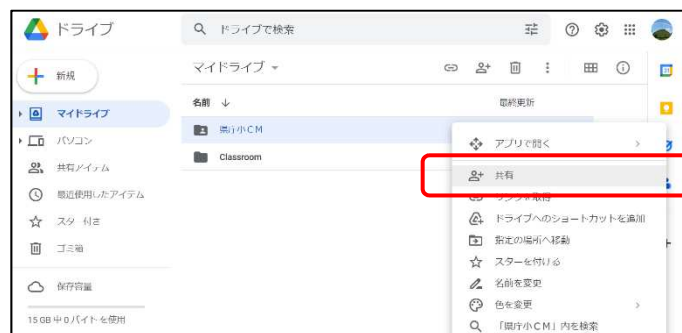 ドライブ
ドライブで検索
新規
マイドライブ
パソコン
共有アイテム
最近使用したアイテム
スター付き
ゴミ箱
保存容量
15 GB 中 0 バイトを使用
マイドライブ
名前
最終更新
県庁小CM
Classroom
アプリで開く
共有
リンクを取得
ドライブへのショートカットを追加
指定の場所へ移動
スターを付ける
名前を変更
色を変更
「県庁小CM」内を検索